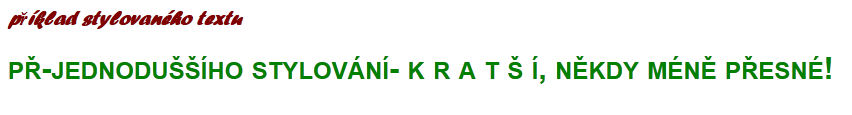 příklad stylovaného textu
PŘ-JEDNODUŠŠÍHO STYLOVÁNÍ- K R A T Š Í, NĚKDY MÉNĚ PŘESNÉ!